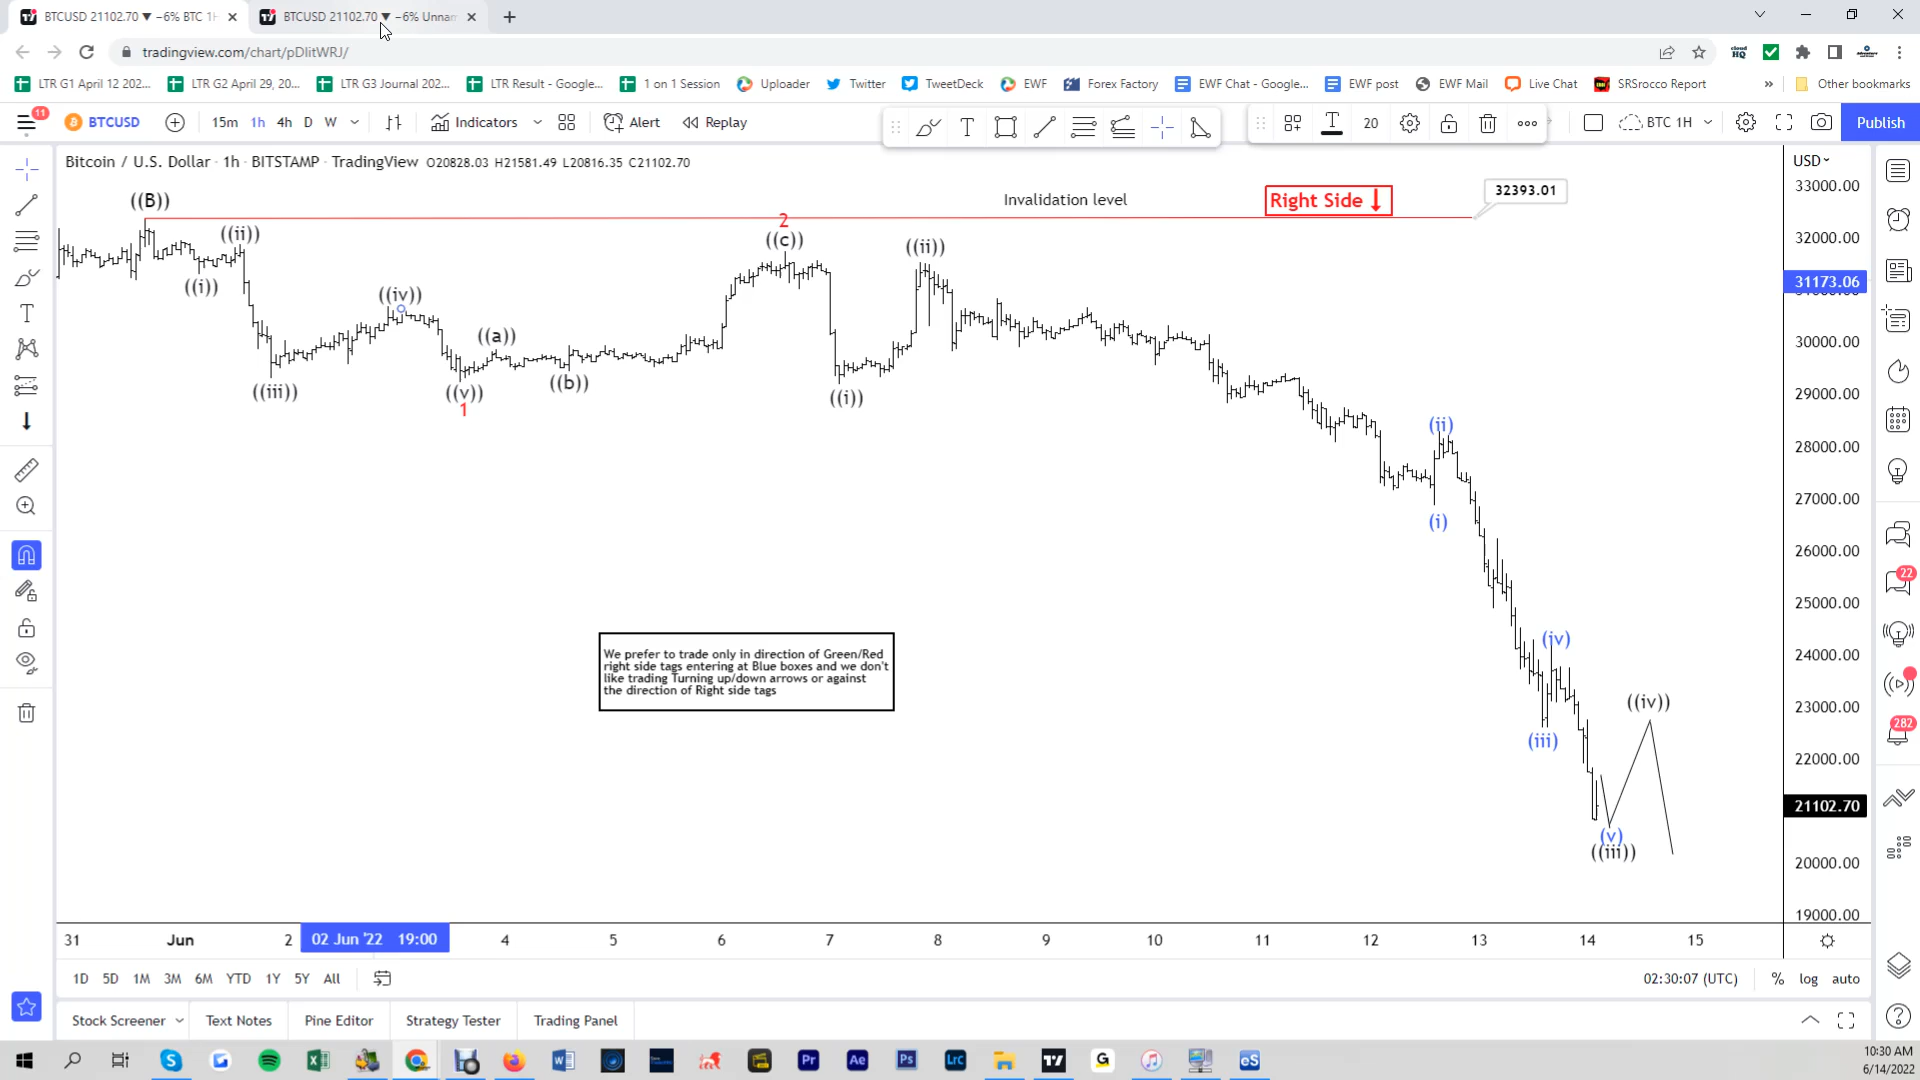 BTCUSD 21102.70 ▼ −6% BTC 1H
BTCUSD 21102.70 ▼ −6% Unnam
tradingview.com/chart/pDlitWRJ/
cloud
HQ
LTR G1 April 12 202...
LTR G2 April 29, 20...
LTR G3 Journal 202...
LTR Result - Google...
1 on 1 Session
Uploader
Twitter
TweetDeck
EWF
Forex Factory
EWF Chat - Google...
EWF post
EWF Mail
Live Chat
SRSrocco Report
»
Other bookmarks
11
BTCUSD
15m
1h
4h
D
W
Indicators
Alert
Replay
20
BTC 1H
Publish
Bitcoin / U.S. Dollar · 1h · BITSTAMP · TradingView O20828.03 H21581.49 L20816.35 C21102.70
USD
((B))
Invalidation level
Right Side ↓
32393.01
33000.00
2
((ii))
((c))
((ii))
32000.00
((i))
31173.06
((iv))
((a))
30000.00
((iii))
((v))
1
((b))
((i))
29000.00
(ii)
28000.00
27000.00
(i)
26000.00
25000.00
22
We prefer to trade only in direction of Green/Red
right side tags entering at Blue boxes and we don't
like trading Turning up/down arrows or against
the direction of Right side tags
(iv)
24000.00
((iv))
23000.00
(iii)
282
22000.00
21102.70
(v)
((iii))
20000.00
19000.00
31
Jun
2
02 Jun '22 19:00
4
5
6
7
8
9
10
11
12
13
14
15
1D
5D
1M
3M
6M
YTD
1Y
5Y
All
02:30:07 (UTC)
%
log
auto
Stock Screener
Text Notes
Pine Editor
Strategy Tester
Trading Panel
Pr
Ae
Ps
Lrc
G
eS
10:30 AM
6/14/2022